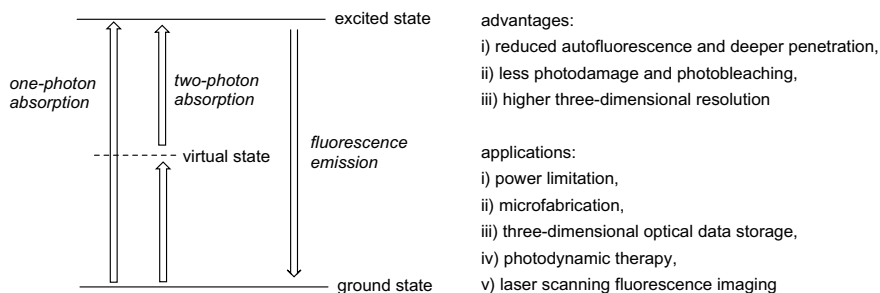 excited state
one-photon
absorption
two-photon
absorption
virtual state
fluorescence
emission
ground state
advantages:
i) reduced autofluorescence and deeper penetration,
ii) less photodamage and photobleaching,
iii) higher three-dimensional resolution
applications:
i) power limitation,
ii) microfabrication,
iii) three-dimensional optical data storage,
iv) photodynamic therapy,
v) laser scanning fluorescence imaging